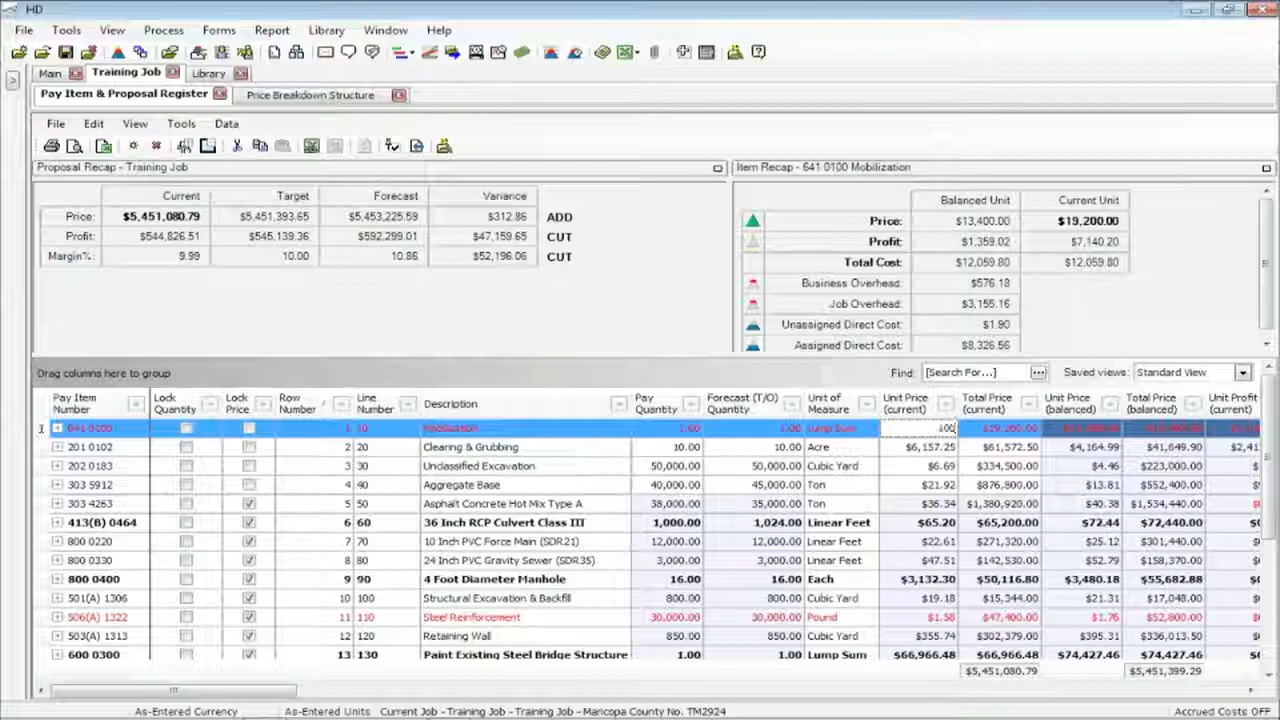 HD
File Tools View Process Forms Report Library Window Help
Main Training Job Library
Pay Item & Proposal Register Price Breakdown Structure
File Edit View Tools Data
Proposal Recap - Training Job
Current Target Forecast Variance
Price: $5,451,080.79 $5,451,393.65 $5,453,225.59 $312.86 ADD
Profit: $544,826.51 $545,139.36 $592,299.01 $47,159.65 CUT
Margin%: 9.99 10.00 10.86 $52,196.06 CUT
Item Recap - 641 0100 Mobilization
Balanced Unit Current Unit
Price: $13,400.00 $19,200.00
Profit: $1,359.02 $7,140.20
Total Cost: $12,059.80 $12,059.80
Business Overhead: $576.18
Job Overhead: $3,155.16
Unassigned Direct Cost: $1.90
Assigned Direct Cost: $8,326.56
Drag columns here to group
Find: [Search For...] Saved views: Standard View
Pay Item Number Lock Quantity Lock Price Row Number Line Number Description Pay Quantity Forecast (T/O) Quantity Unit of Measure Unit Price (current) Total Price (current) Unit Price (balanced) Total Price (balanced) Unit Profit (current)
641 0100 1 10 Mobilization 1.00 1.00 Lump Sum 100 $19,200.00
201 0102 2 20 Clearing & Grubbing 10.00 10.00 Acre $6,157.25 $61,572.50 $4,164.99 $41,649.90 $2,41
202 0183 3 30 Unclassified Excavation 50,000.00 50,000.00 Cubic Yard $6.69 $334,500.00 $4.46 $223,000.00 $
303 5912 4 40 Aggregate Base 40,000.00 45,000.00 Ton $21.92 $876,800.00 $13.81 $552,400.00 $
303 4263 5 50 Asphalt Concrete Hot Mix Type A 38,000.00 35,000.00 Ton $36.34 $1,380,920.00 $40.38 $1,534,440.00 $
413(B) 0464 6 60 36 Inch RCP Culvert Class III 1,000.00 1,024.00 Linear Feet $65.20 $65,200.00 $72.44 $72,440.00 $
800 0220 7 70 10 Inch PVC Force Main (SDR21) 12,000.00 12,000.00 Linear Feet $22.61 $271,320.00 $25.12 $301,440.00 $
800 0330 8 80 24 Inch PVC Gravity Sewer (SDR35) 3,000.00 3,000.00 Linear Feet $47.51 $142,530.00 $52.79 $158,370.00 $
800 0400 9 90 4 Foot Diameter Manhole 16.00 16.00 Each $3,132.30 $50,116.80 $3,480.18 $55,682.88 $
501(A) 1306 10 100 Structural Excavation & Backfill 800.00 800.00 Cubic Yard $19.18 $15,344.00 $21.31 $17,048.00 $
506(A) 1322 11 110 Steel Reinforcement 30,000.00 30,000.00 Pound $1.58 $47,400.00 $1.76 $52,800.00 $
503(A) 1313 12 120 Retaining Wall 850.00 850.00 Cubic Yard $355.74 $302,379.00 $395.31 $336,013.50 $
600 0300 13 130 Paint Existing Steel Bridge Structure 1.00 1.00 Lump Sum $66,966.48 $66,966.48 $74,427.46 $74,427.46 $
$5,451,080.79 $5,451,399.29
As-Entered Currency As-Entered Units Current Job - Training Job - Training Job - Maricopa County No. TM2924 Accrued Costs OFF